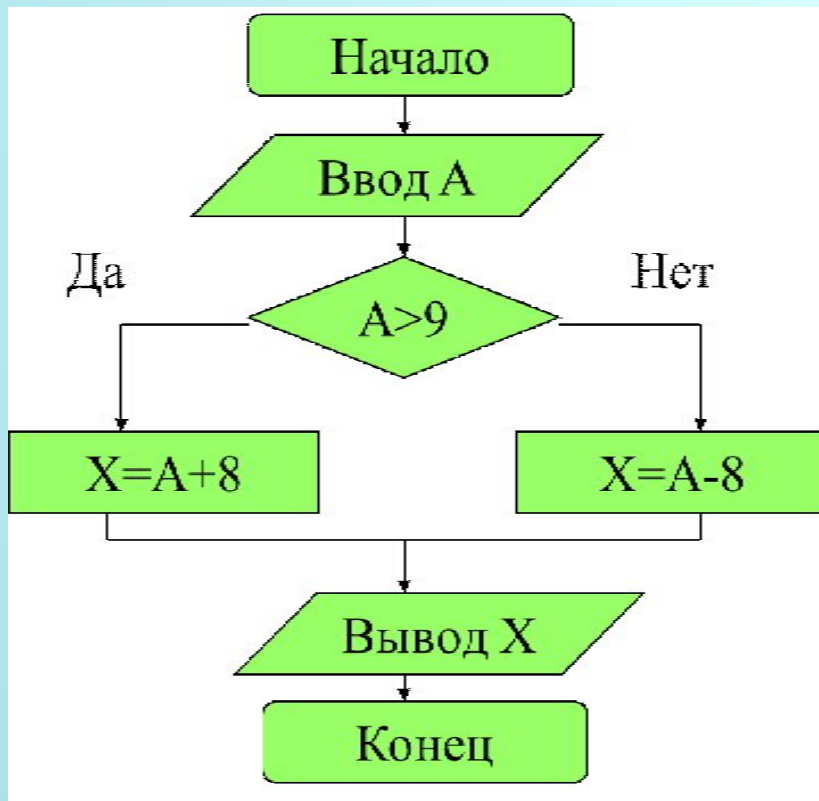 Начало
Ввод А
Да
Нет
А>9
X=A+8
X=A-8
Вывод X
Конец